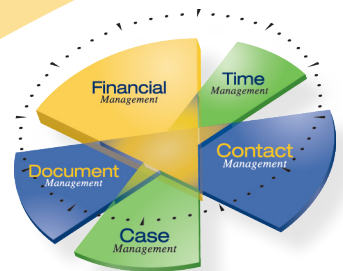 Financial
Management
Time
Management
Contact
Management
Document
Management
Case
Management